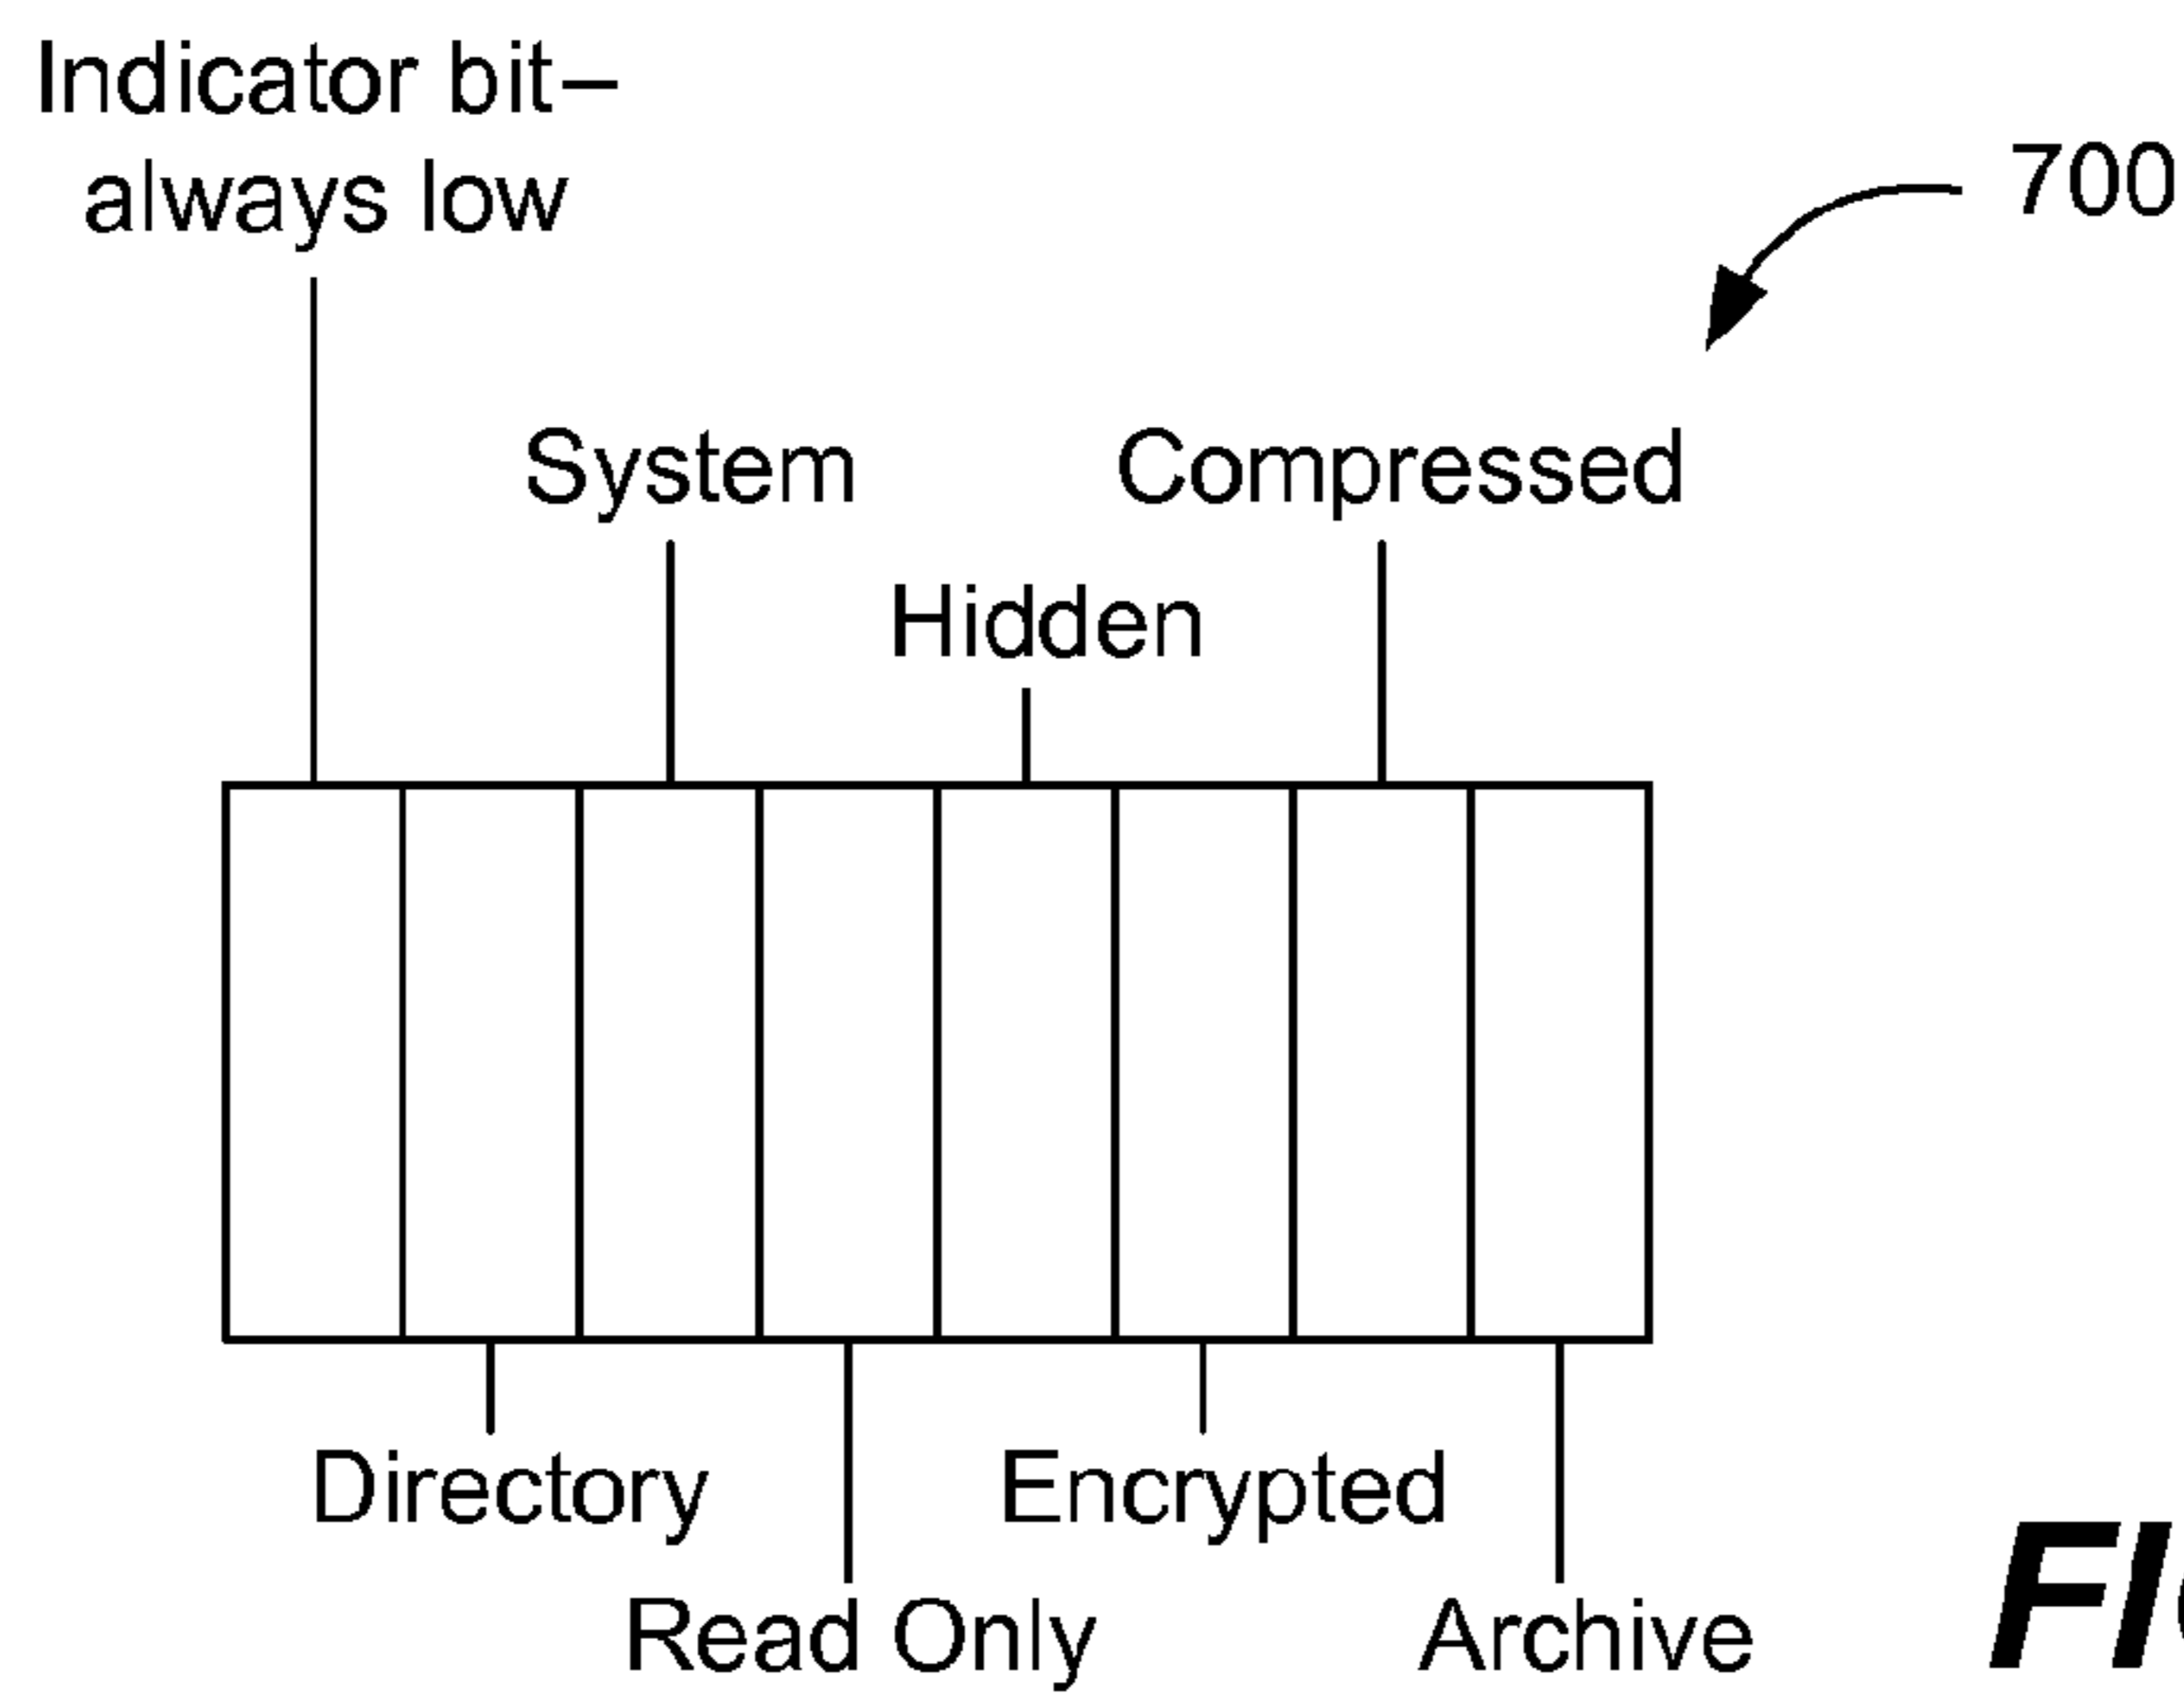 Indicator bit–
always low
700
System
Compressed
Hidden
Directory
Encrypted
Read Only
Archive